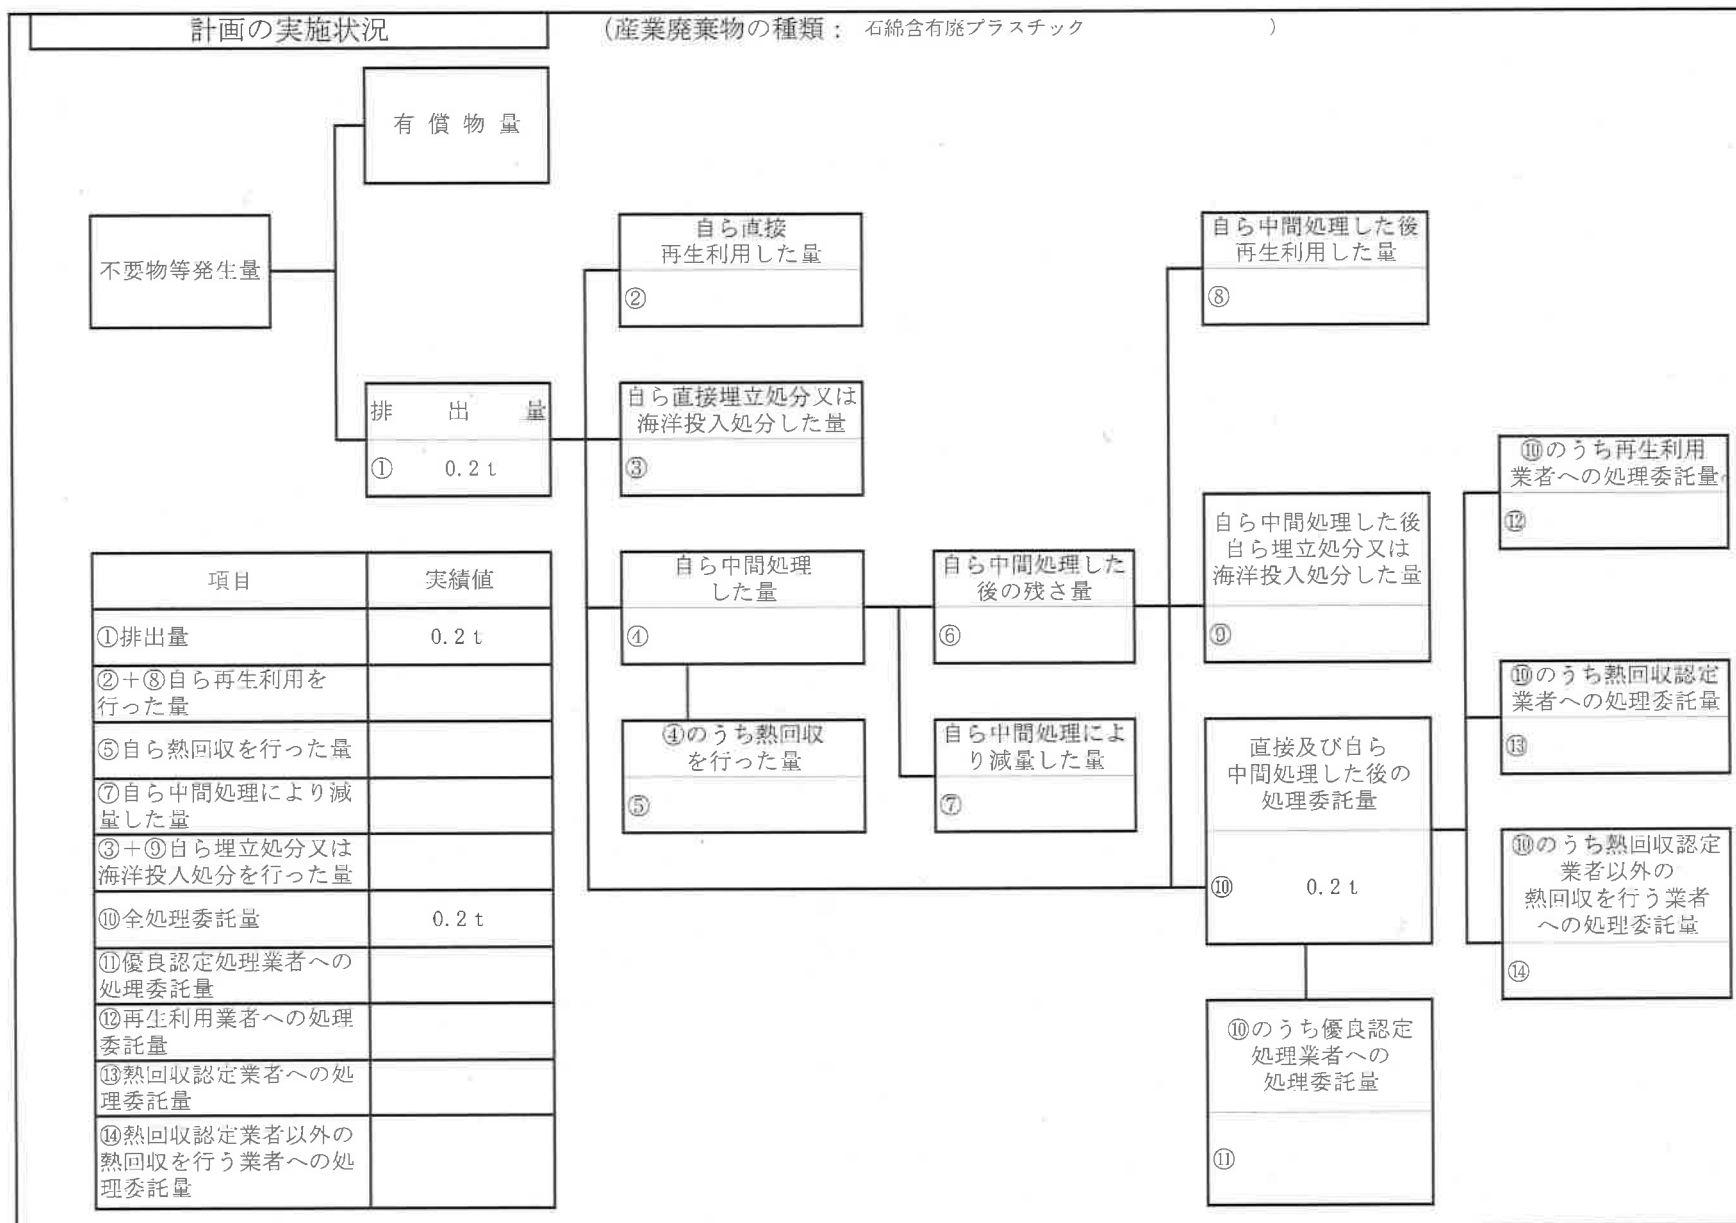 計画の実施状況
(産業廃棄物の種類： 石綿含有廃プラスチック ）
有償物量
不要物等発生量
排出量
① 0.2 t
自ら直接
再生利用した量
②
自ら直接埋立処分又は
海洋投入処分した量
③
自ら中間処理
した量
④
④のうち熱回収
を行った量
⑤
自ら中間処理した
後の残さ量
⑥
自ら中間処理によ
り減量した量
⑦
自ら中間処理した後
再生利用した量
⑧
自ら中間処理した後
自ら埋立処分又は
海洋投入処分した量
⑨
直接及び自ら
中間処理した後の
処理委託量
⑩ 0.2 t
⑩のうち優良認定
処理業者への
処理委託量
⑪
⑩のうち再生利用
業者への処理委託量
⑫
⑩のうち熱回収認定
業者への処理委託量
⑬
⑩のうち熱回収認定
業者以外の
熱回収を行う業者
への処理委託量
⑭
項目 実績値
①排出量 0.2 t
②＋⑧自ら再生利用を
行った量
⑤自ら熱回収を行った量
⑦自ら中間処理により減
量した量
③＋⑨自ら埋立処分又は
海洋投入処分を行った量
⑩全処理委託量 0.2 t
⑪優良認定処理業者への
処理委託量
⑫再生利用業者への処理
委託量
⑬熱回収認定業者への処
理委託量
⑭熱回収認定業者以外の
熱回収を行う業者への処
理委託量